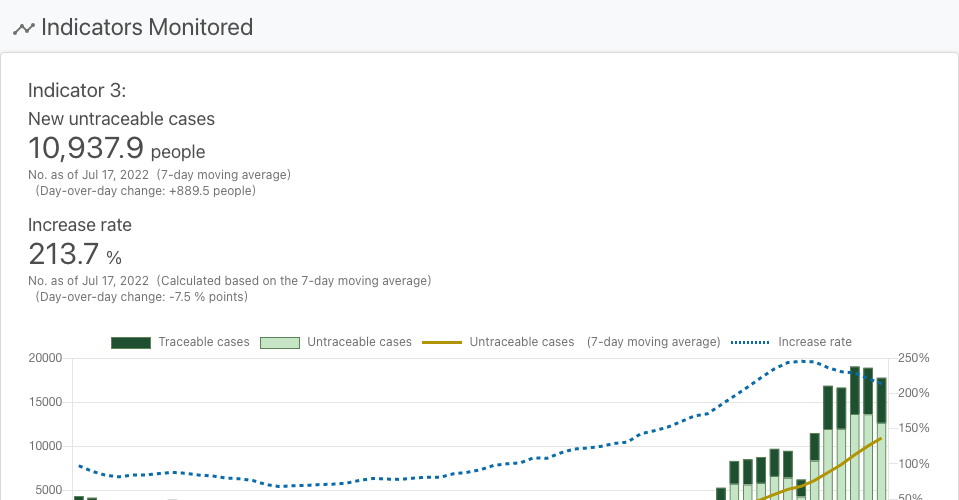 Indicators Monitored
Indicator 3:
New untraceable cases
10,937.9 people
No. as of Jul 17, 2022 (7-day moving average)
(Day-over-day change: +889.5 people)
Increase rate
213.7 %
No. as of Jul 17, 2022 (Calculated based on the 7-day moving average)
(Day-over-day change: -7.5 % points)
Traceable cases Untraceable cases Untraceable cases (7-day moving average) Increase rate
20000 250%
200%
15000
150%
10000
100%
5000
50%